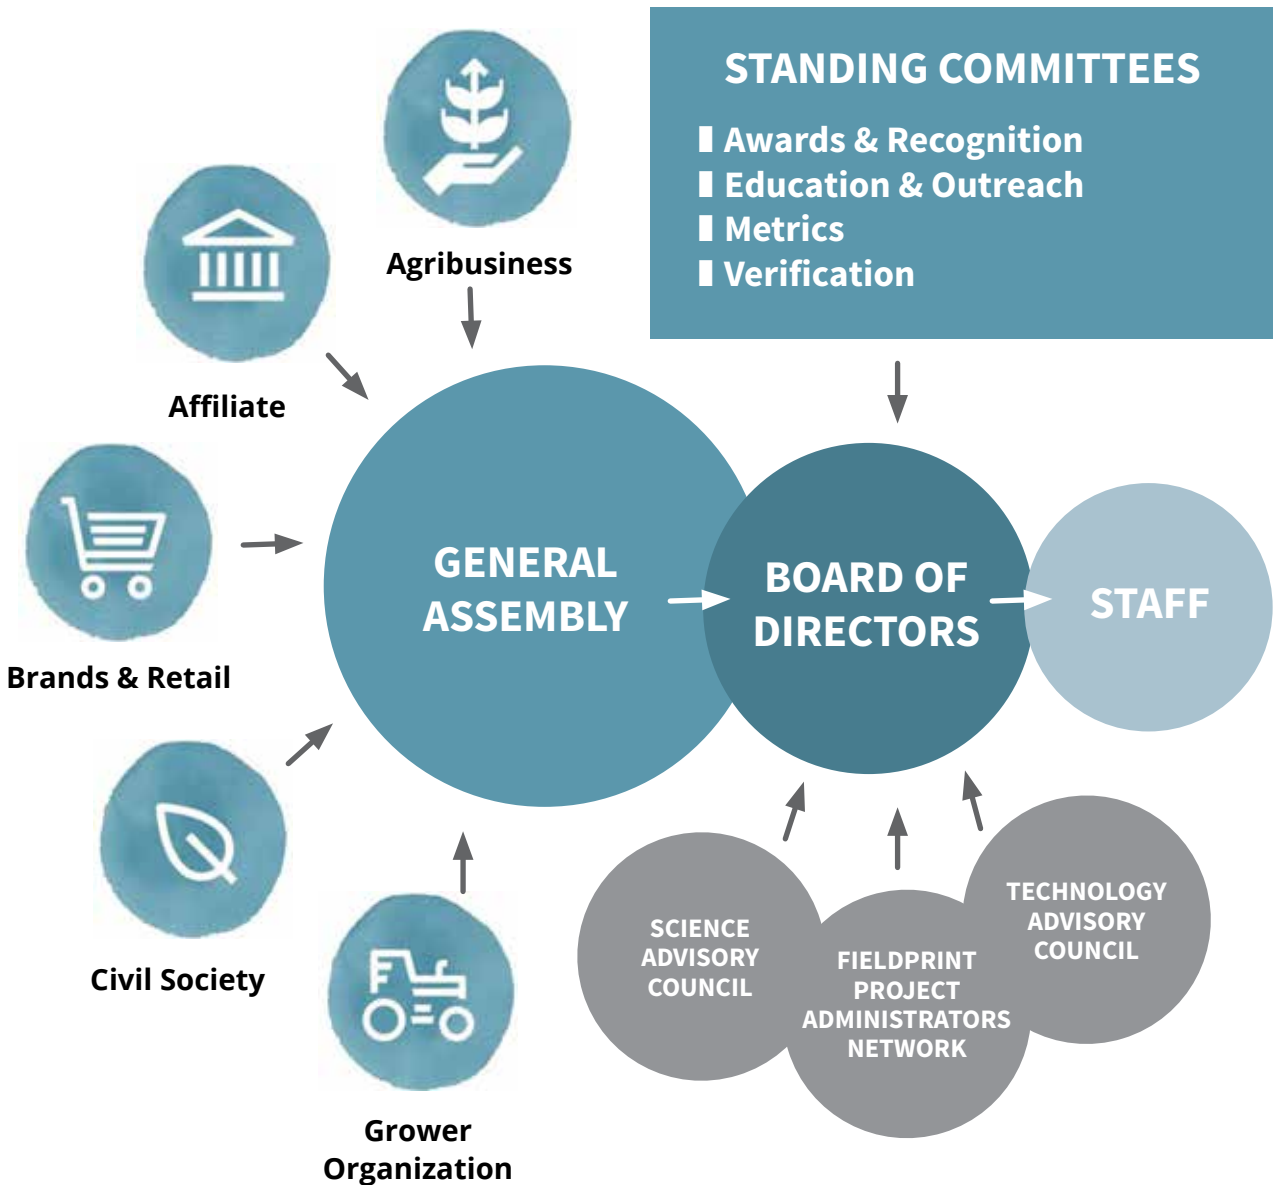 STANDING COMMITTEES
Awards & Recognition
Education & Outreach
Metrics
Verification
Agribusiness
Affiliate
Brands & Retail
Civil Society
Grower
Organization
GENERAL
ASSEMBLY
BOARD OF
DIRECTORS
STAFF
SCIENCE
ADVISORY
COUNCIL
FIELDPRINT
PROJECT
ADMINISTRATORS
NETWORK
TECHNOLOGY
ADVISORY
COUNCIL